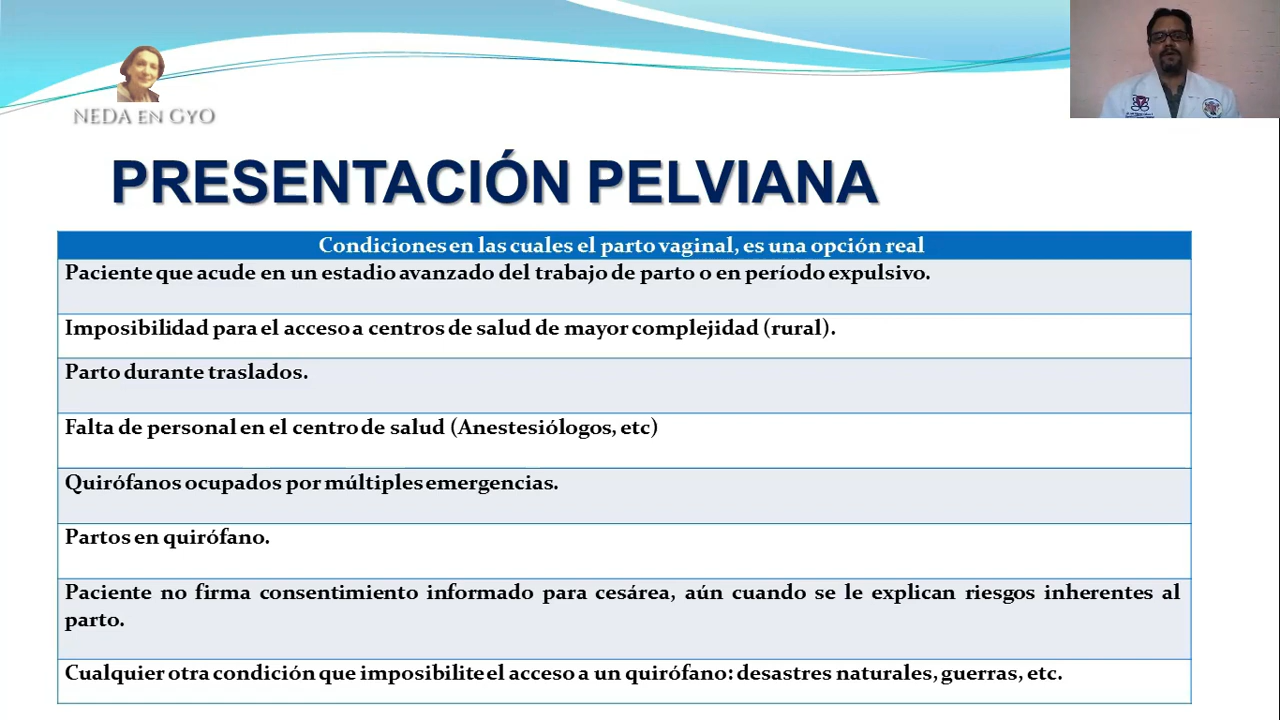 NEDA EN GYO
PRESENTACIÓN PELVIANA
Condiciones en las cuales el parto vaginal, es una opción real
Paciente que acude en un estadio avanzado del trabajo de parto o en período expulsivo.
Imposibilidad para el acceso a centros de salud de mayor complejidad (rural).
Parto durante traslados.
Falta de personal en el centro de salud (Anestesiólogos, etc)
Quirófanos ocupados por múltiples emergencias.
Partos en quirófano.
Paciente no firma consentimiento informado para cesárea, aún cuando se le explican riesgos inherentes al
parto.
Cualquier otra condición que imposibilite el acceso a un quirófano: desastres naturales, guerras, etc.